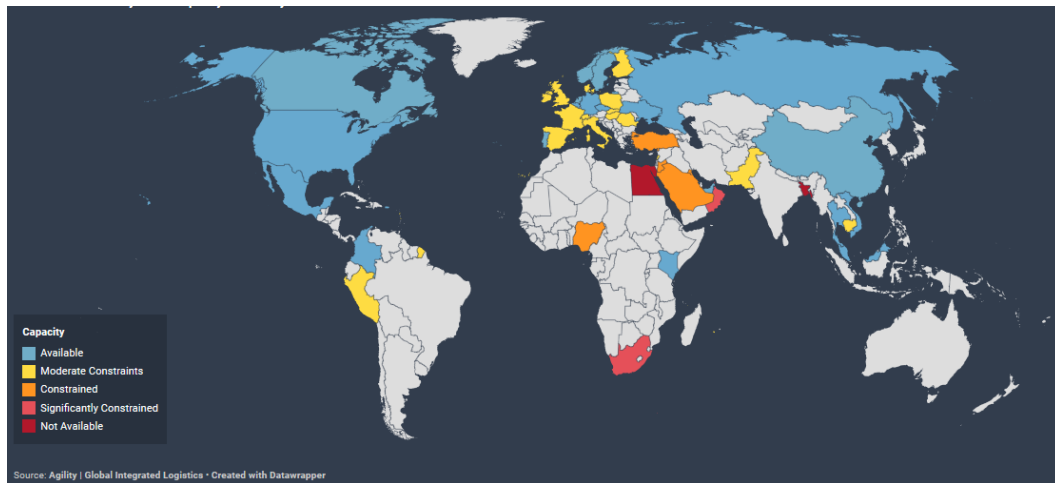 Capacity
Available
Moderate Constraints
Constrained
Significantly Constrained
Not Available
Source: Agility | Global Integrated Logistics • Created with Datawrapper